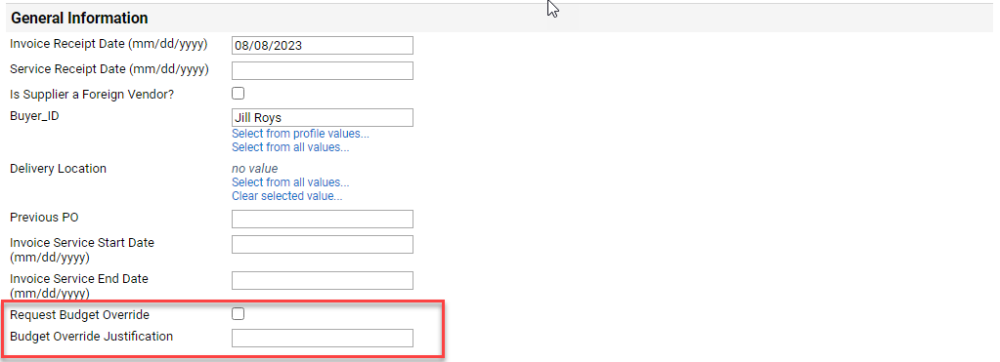 General Information
Invoice Receipt Date (mm/dd/yyyy) 08/08/2023
Service Receipt Date (mm/dd/yyyy)
Is Supplier a Foreign Vendor?
Buyer_ID Jill Roys
Select from profile values...
Select from all values...
Delivery Location no value
Select from all values...
Clear selected value...
Previous PO
Invoice Service Start Date
(mm/dd/yyyy)
Invoice Service End Date
(mm/dd/yyyy)
Request Budget Override
Budget Override Justification